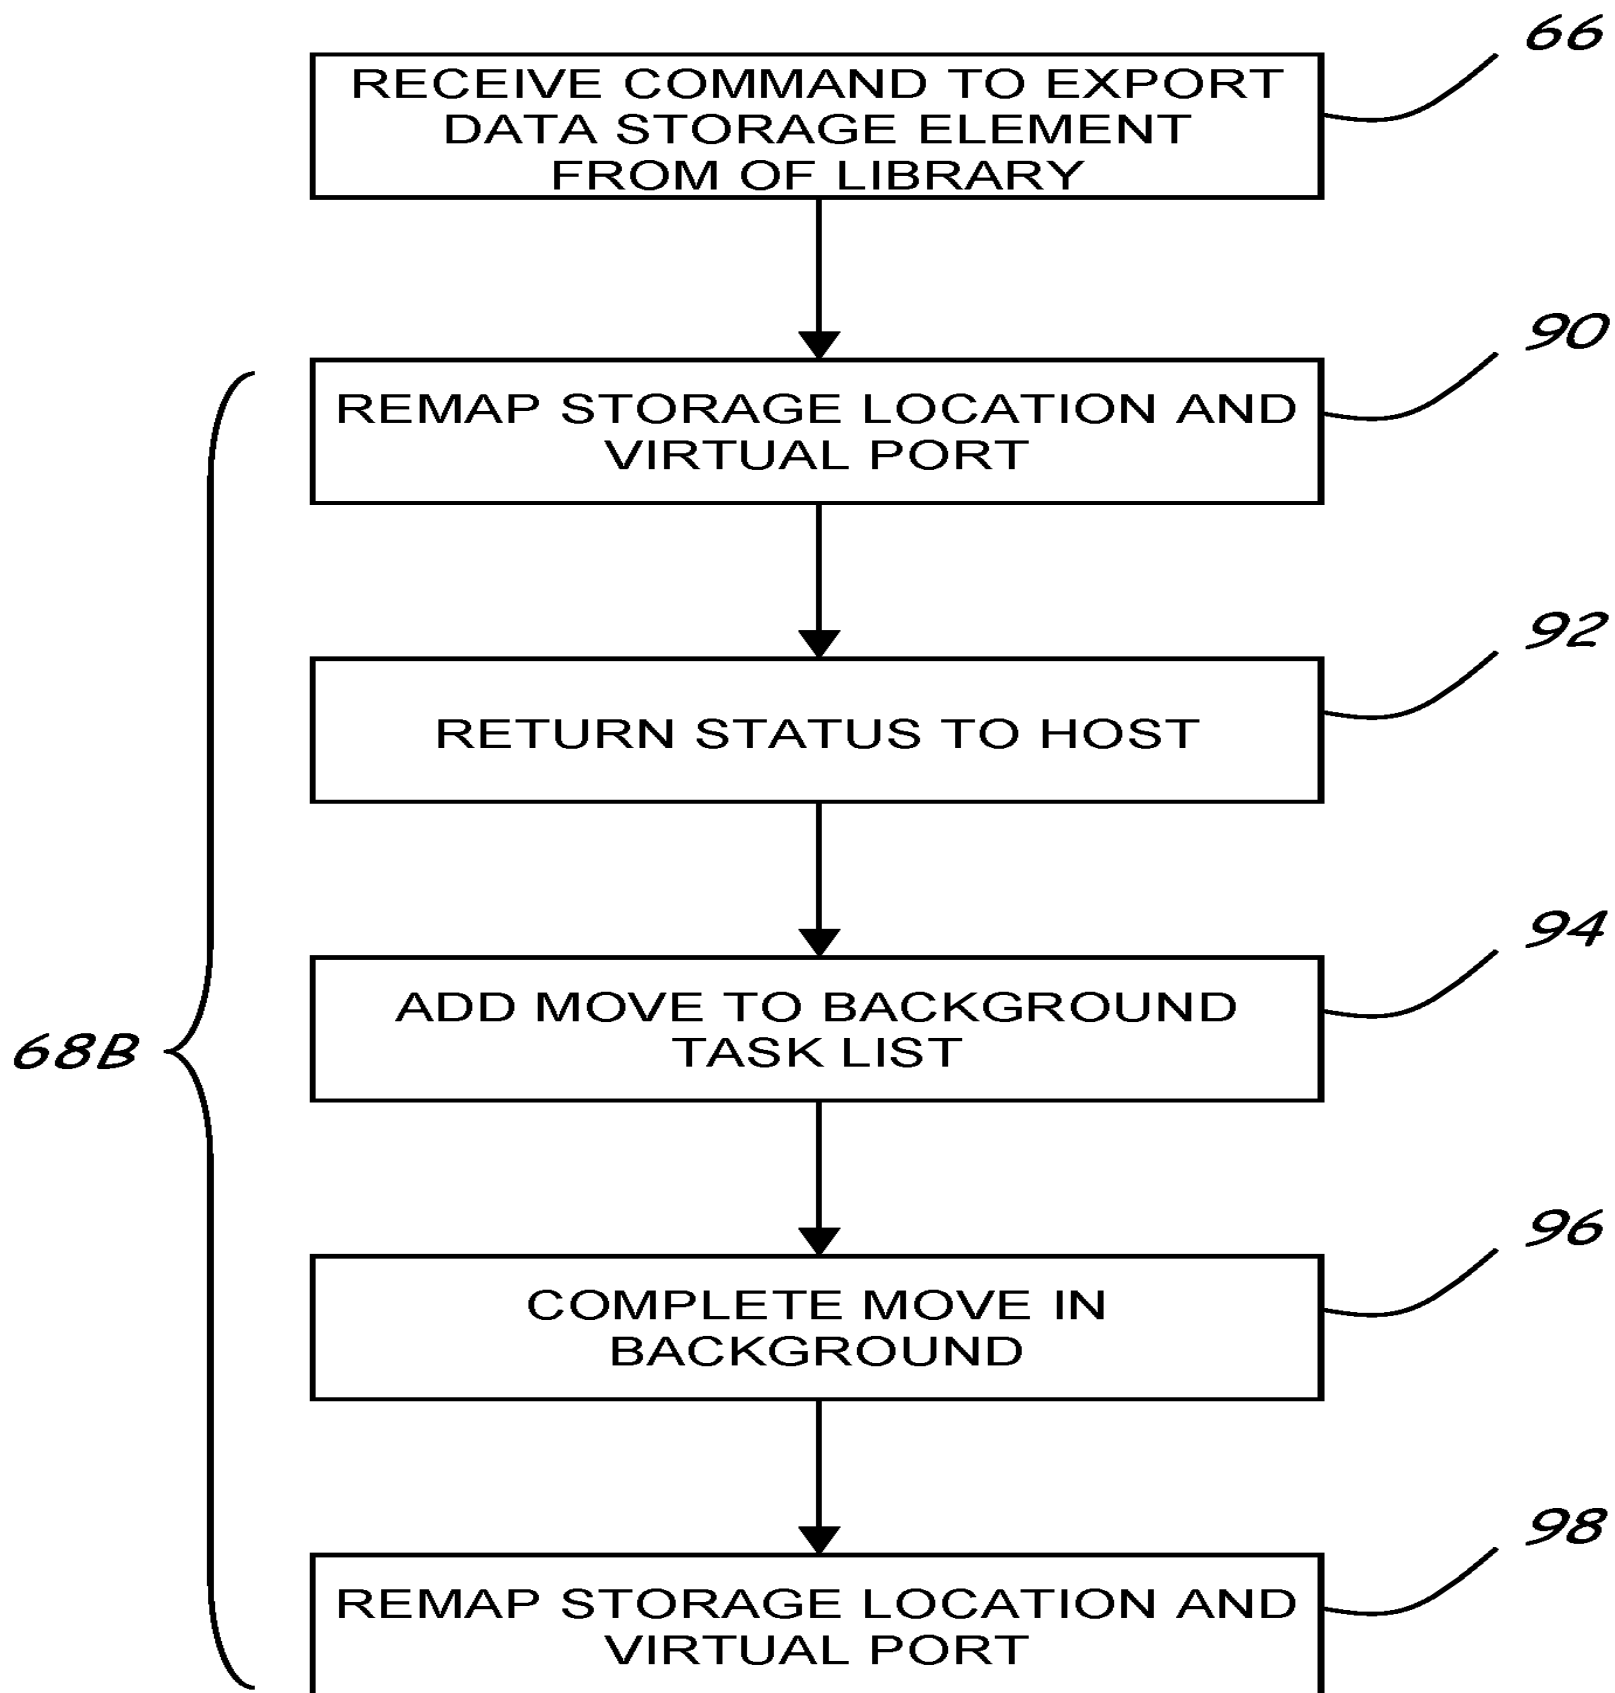 66
RECEIVE COMMAND TO EXPORT
DATA STORAGE ELEMENT
FROM OF LIBRARY
90
REMAP STORAGE LOCATION AND
VIRTUAL PORT
92
RETURN STATUS TO HOST
94
ADD MOVE TO BACKGROUND
TASK LIST
68B
96
COMPLETE MOVE IN
BACKGROUND
98
REMAP STORAGE LOCATION AND
VIRTUAL PORT